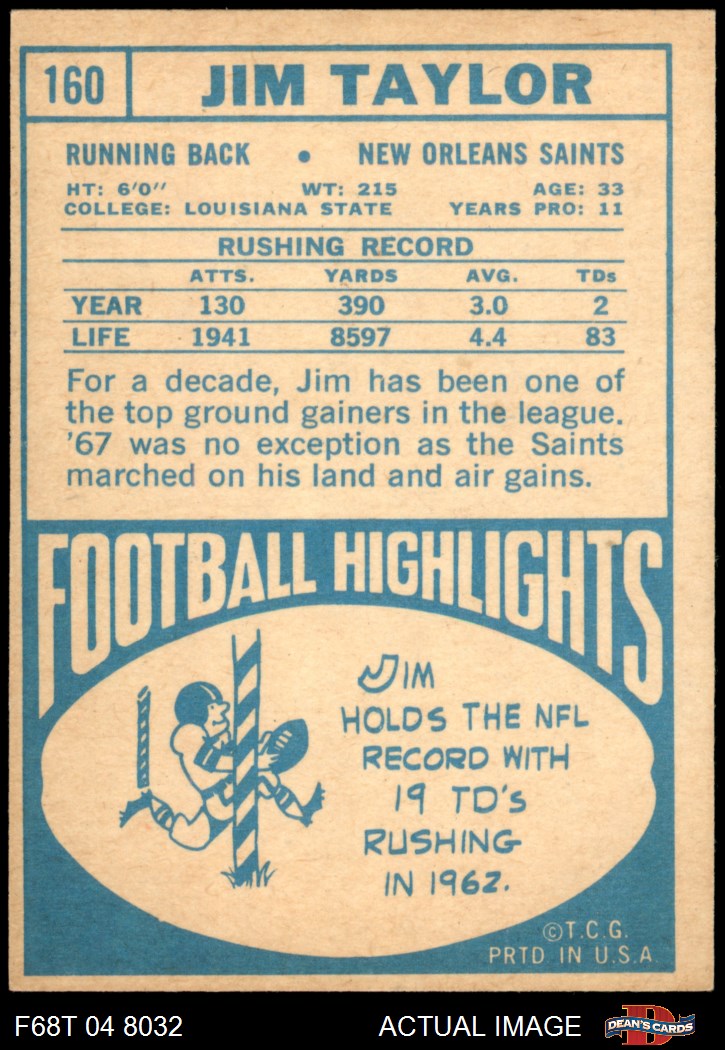 160 JIM TAYLOR
RUNNING BACK • NEW ORLEANS SAINTS
HT: 6'0'' WT: 215 AGE: 33
COLLEGE: LOUISIANA STATE YEARS PRO: 11
RUSHING RECORD
ATTS. YARDS AVG. TDs
YEAR 130 390 3.0 2
LIFE 1941 8597 4.4 83
For a decade, Jim has been one of
the top ground gainers in the league.
'67 was no exception as the Saints
marched on his land and air gains.
FOOTBALL HIGHLIGHTS
JIM
HOLDS THE NFL
RECORD WITH
19 TD'S
RUSHING
IN 1962.
©T.C.G.
PRTD IN U.S.A.
F68T 04 8032 ACTUAL IMAGE D DEAN'S CARDS